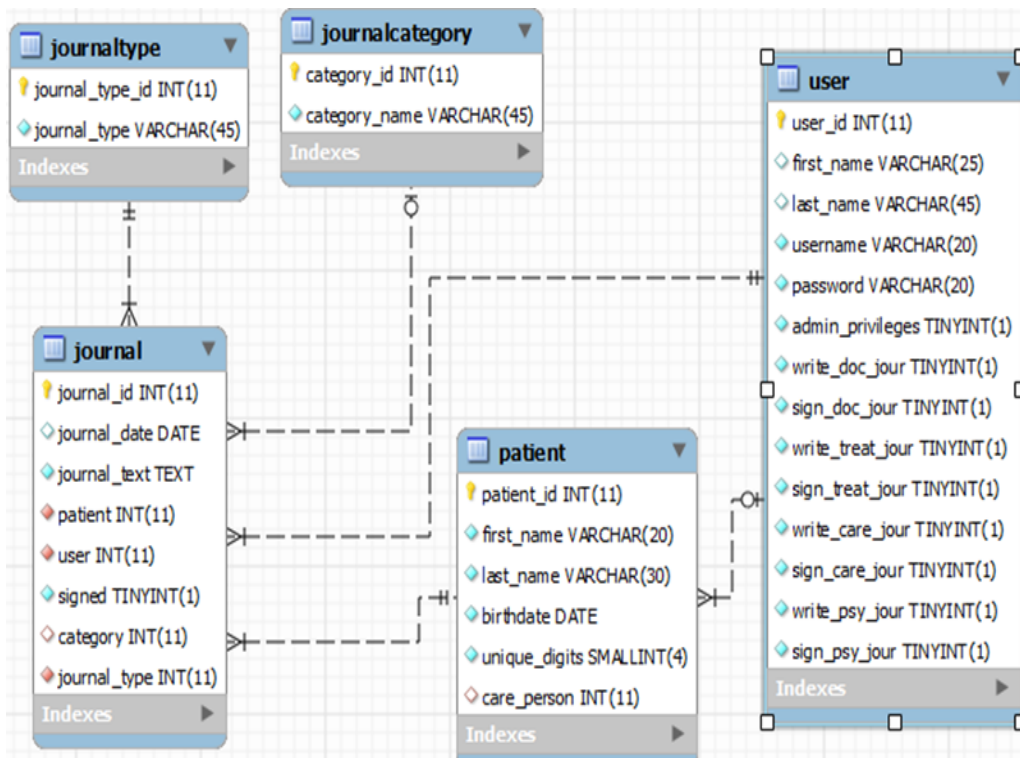 journaltype
journal_type_id INT(11)
journal_type VARCHAR(45)
Indexes
journalcategory
category_id INT(11)
category_name VARCHAR(45)
Indexes
user
user_id INT(11)
first_name VARCHAR(25)
last_name VARCHAR(45)
username VARCHAR(20)
password VARCHAR(20)
admin_privileges TINYINT(1)
write_doc_jour TINYINT(1)
sign_doc_jour TINYINT(1)
write_treat_jour TINYINT(1)
sign_treat_jour TINYINT(1)
write_care_jour TINYINT(1)
sign_care_jour TINYINT(1)
write_psy_jour TINYINT(1)
sign_psy_jour TINYINT(1)
Indexes
journal
journal_id INT(11)
journal_date DATE
journal_text TEXT
patient INT(11)
user INT(11)
signed TINYINT(1)
category INT(11)
journal_type INT(11)
Indexes
patient
patient_id INT(11)
first_name VARCHAR(20)
last_name VARCHAR(30)
birthdate DATE
unique_digits SMALLINT(4)
care_person INT(11)
Indexes